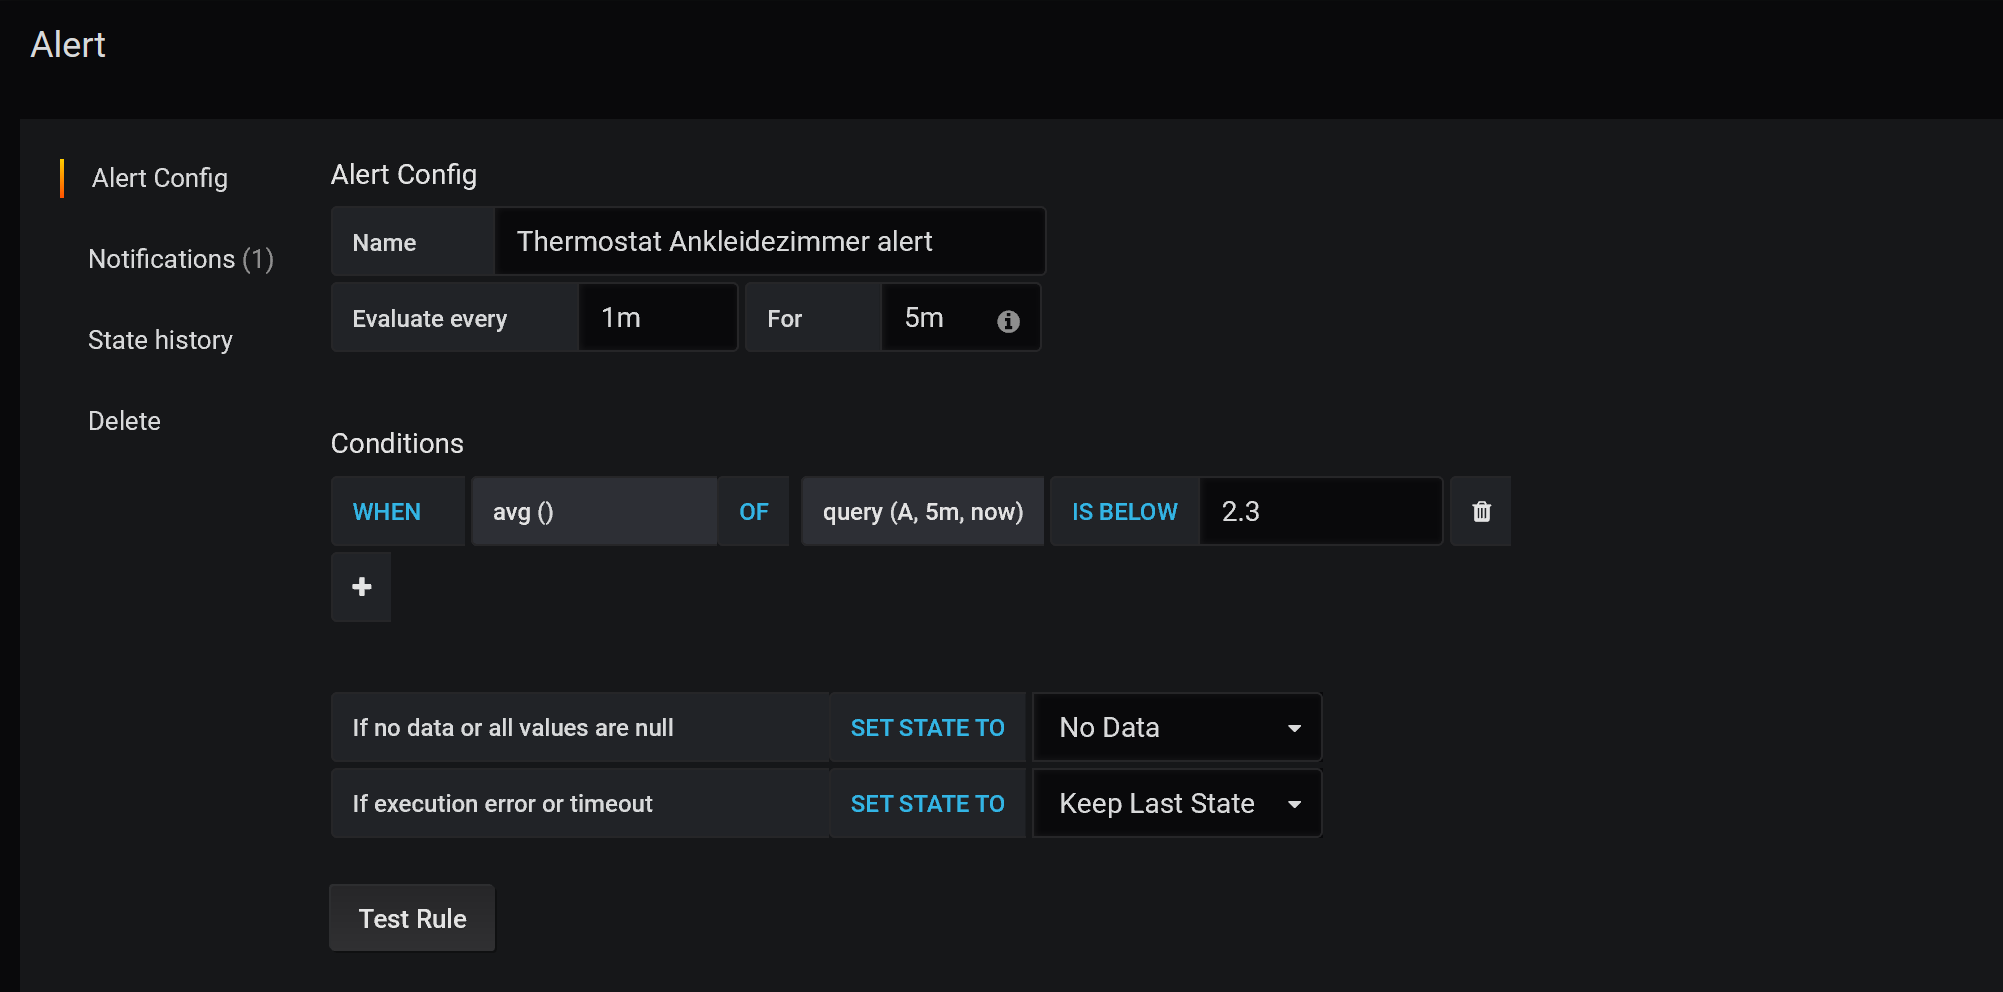 Alert
Alert Config
Notifications (1)
State history
Delete
Alert Config
Name Thermostat Ankleidezimmer alert
Evaluate every 1m For 5m
Conditions
WHEN avg () OF query (A, 5m, now) IS BELOW 2.3
If no data or all values are null SET STATE TO No Data
If execution error or timeout SET STATE TO Keep Last State
Test Rule